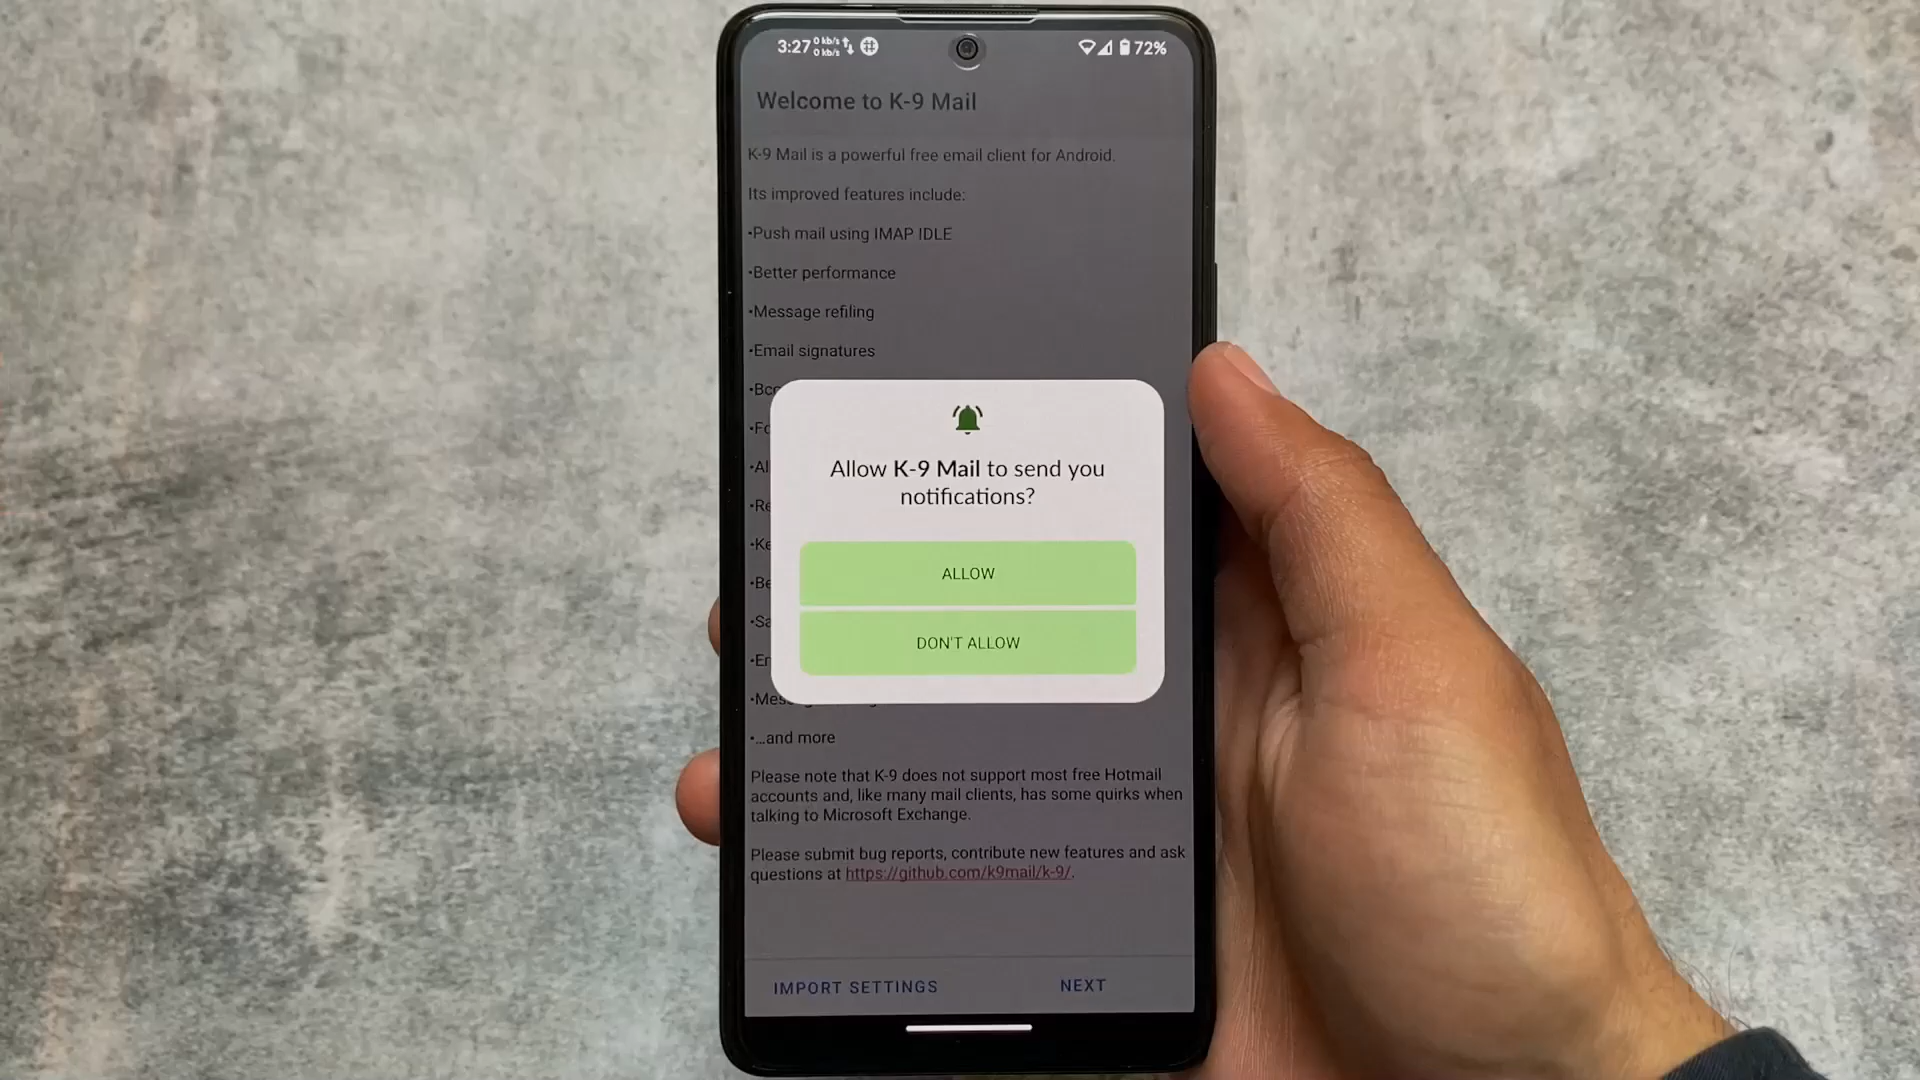 3:27 0 kb/s 0 kb/s 72%
Welcome to K-9 Mail
K-9 Mail is a powerful free email client for Android.
Its improved features include:
•Push mail using IMAP IDLE
•Better performance
•Message refiling
•Email signatures
Allow K-9 Mail to send you
notifications?
ALLOW
DON'T ALLOW
•...and more
Please note that K-9 does not support most free Hotmail
accounts and, like many mail clients, has some quirks when
talking to Microsoft Exchange.
Please submit bug reports, contribute new features and ask
questions at https://github.com/k9mail/k-9/.
IMPORT SETTINGS NEXT